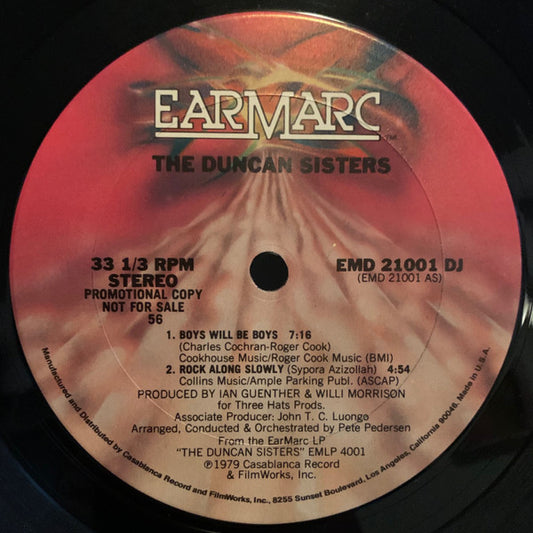 EARMARC
TM
THE DUNCAN SISTERS
33 1/3 RPM
STEREO
PROMOTIONAL COPY
NOT FOR SALE
56
EMD 21001 DJ
(EMD 21001 AS)
1. BOYS WILL BE BOYS 7:16
(Charles Cochran-Roger Cook)
Cookhouse Music/Roger Cook Music (BMI)
2. ROCK ALONG SLOWLY (Sypora Azizollah) 4:54
Collins Music/Ample Parking Publ. (ASCAP)
PRODUCED BY IAN GUENTHER & WILLI MORRISON
for Three Hats Prods.
Associate Producer: John T. C. Luongo
Arranged, Conducted & Orchestrated by Pete Pedersen
From the EarMarc LP
"THE DUNCAN SISTERS" EMLP 4001
℗1979 Casablanca Record
& FilmWorks, Inc.
Manufactured and Distributed by Casablanca Record and FilmWorks, Inc., 8255 Sunset Boulevard, Los Angeles, California 90046. Made in U.S.A.